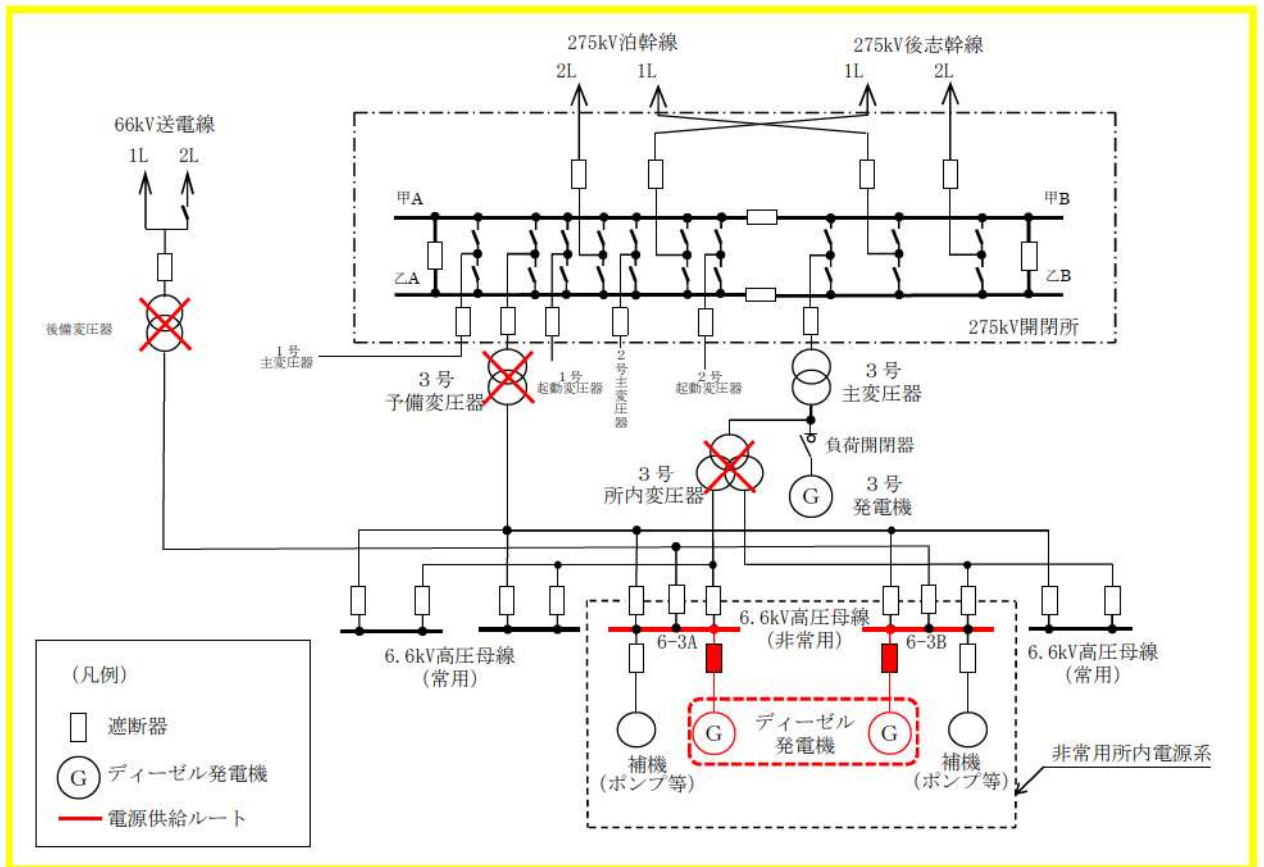 275kV泊幹線
275kV後志幹線
2L
1L
1L
2L
66kV送電線
1L
2L
甲A
甲B
乙A
乙B
275kV開閉所
後備変圧器
1号
主変圧器
3号
予備変圧器
1号
起動変圧器
2号主変圧器
2号
起動変圧器
3号
主変圧器
負荷開閉器
3号
所内変圧器
G
3号
発電機
6.6kV高圧母線
(常用)
6-3A
6.6kV高圧母線
(非常用)
6-3B
6.6kV高圧母線
(常用)
G
ディーゼル
発電機
G
補機
(ポンプ等)
補機
(ポンプ等)
非常用所内電源系
(凡例)
遮断器
G
ディーゼル発電機
電源供給ルート